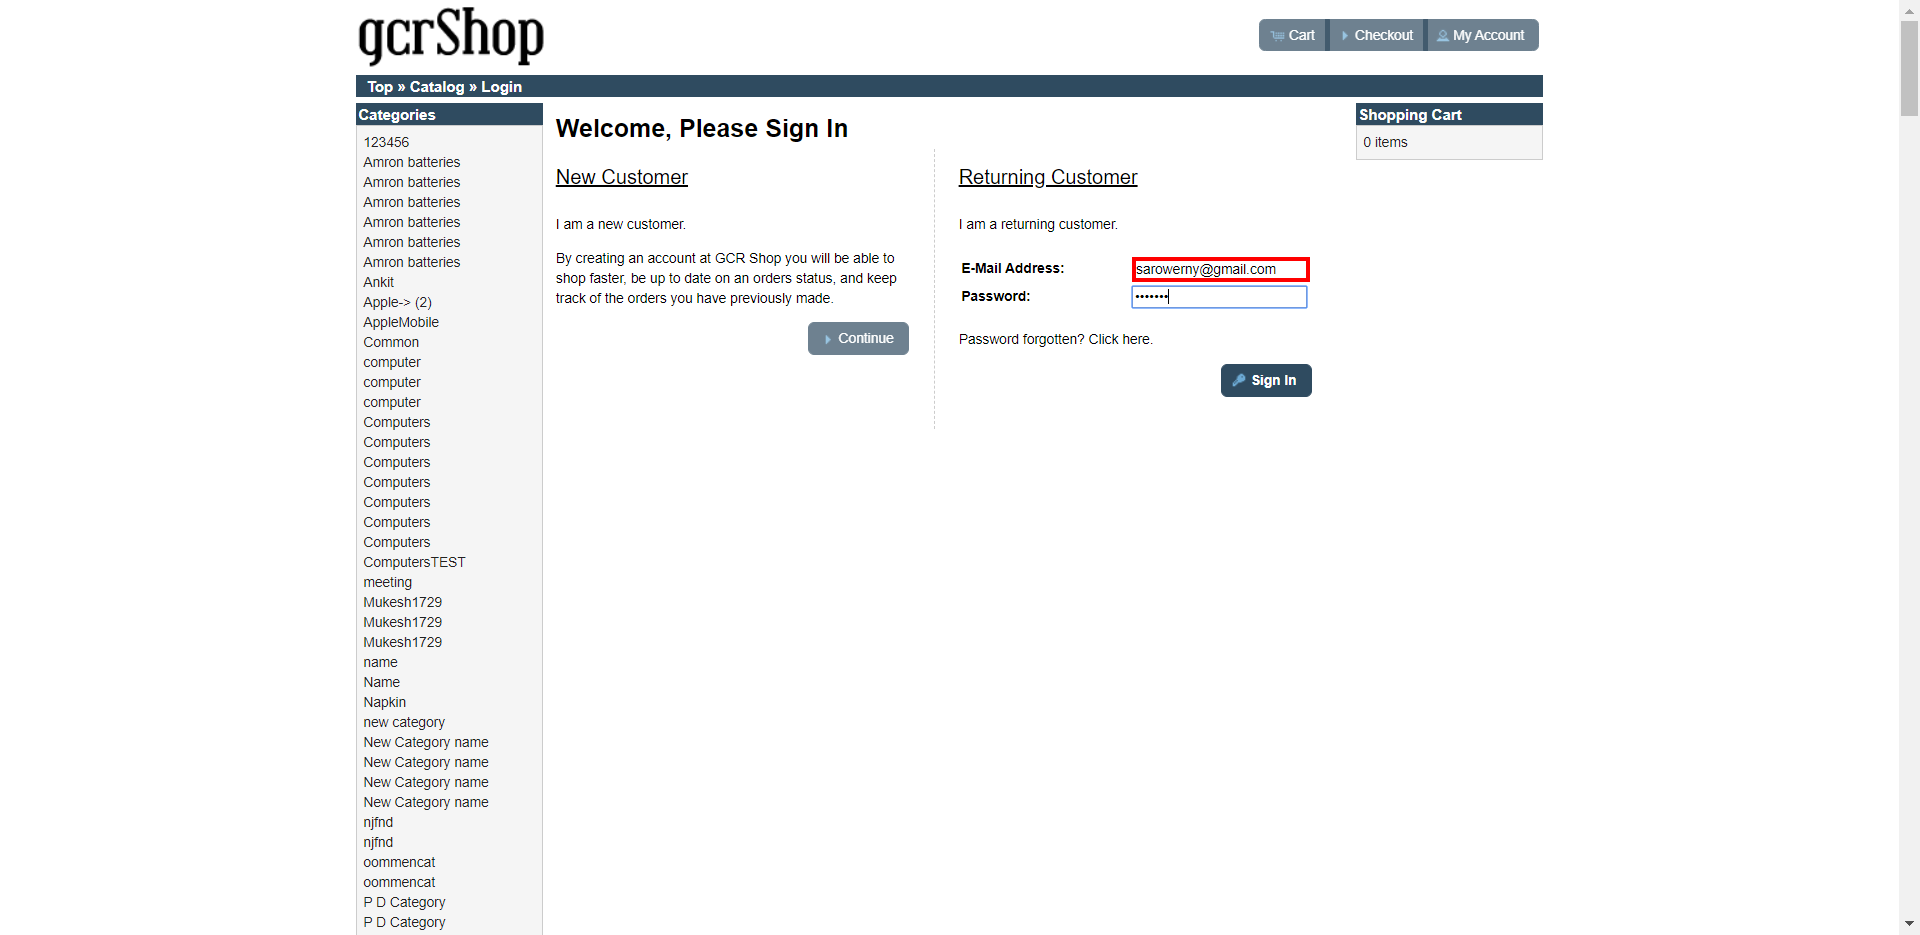 gcrShop
Cart
Checkout
My Account
Top » Catalog » Login
Categories
123456
Amron batteries
Amron batteries
Amron batteries
Amron batteries
Amron batteries
Amron batteries
Ankit
Apple-> (2)
AppleMobile
Common
computer
computer
computer
Computers
Computers
Computers
Computers
Computers
Computers
Computers
ComputersTEST
meeting
Mukesh1729
Mukesh1729
Mukesh1729
name
Name
Napkin
new category
New Category name
New Category name
New Category name
New Category name
njfnd
njfnd
oommencat
oommencat
P D Category
P D Category
Welcome, Please Sign In
New Customer
I am a new customer.
By creating an account at GCR Shop you will be able to
shop faster, be up to date on an orders status, and keep
track of the orders you have previously made.
Continue
Returning Customer
I am a returning customer.
E-Mail Address:
sarowerny@gmail.com
Password:
•••••••
Password forgotten? Click here.
Sign In
Shopping Cart
0 items